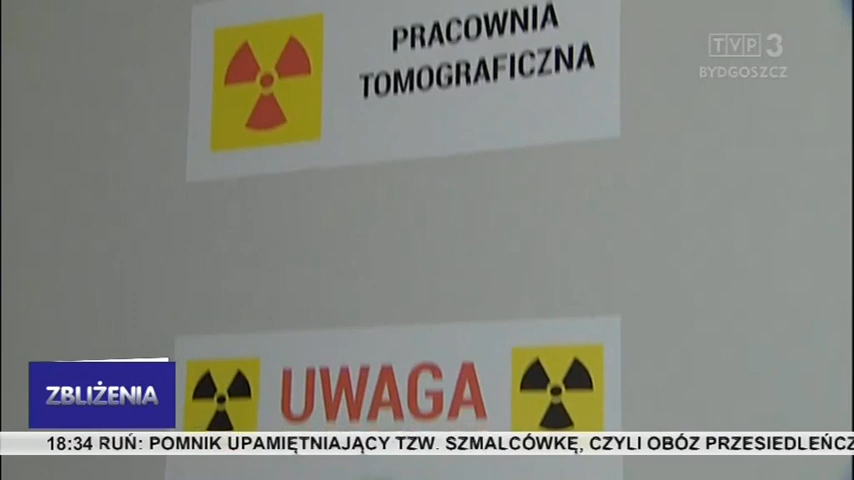 PRACOWNIA
TOMOGRAFICZNA
TVP3
BYDGOSZCZ
UWAGA
ZBLIŻENIA
18:34 RUŃ: POMNIK UPAMIĘTNIAJĄCY TZW. SZMALCÓWKĘ, CZYLI OBÓZ PRZESIEDLEŃCZ